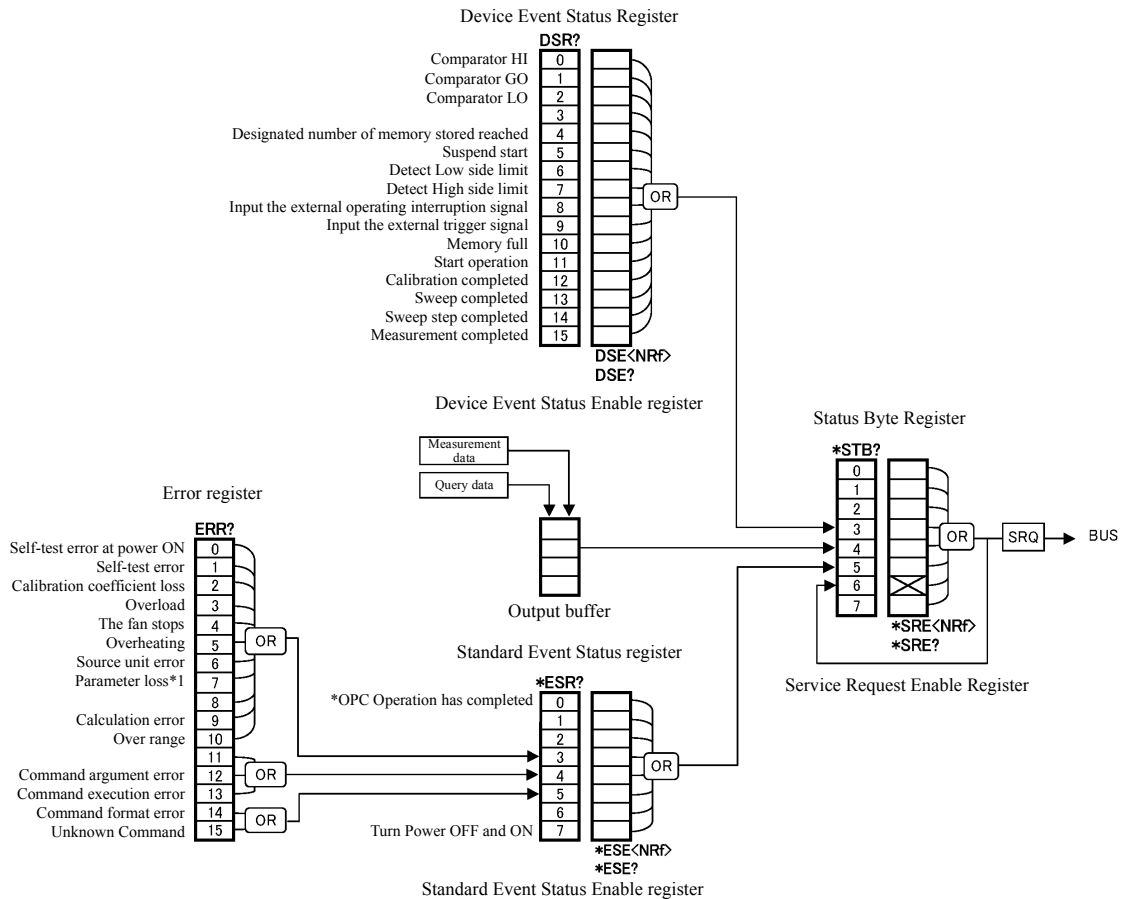 Device Event Status Register
DSR?
Comparator HI 0
Comparator GO 1
Comparator LO 2
3
Designated number of memory stored reached 4
Suspend start 5
Detect Low side limit 6
Detect High side limit 7
Input the external operating interruption signal 8
Input the external trigger signal 9
Memory full 10
Start operation 11
Calibration completed 12
Sweep completed 13
Sweep step completed 14
Measurement completed 15
OR
DSE<NRf>
DSE?
Device Event Status Enable register
Measurement
data
Query data
Output buffer
Error register
ERR?
Self-test error at power ON 0
Self-test error 1
Calibration coefficient loss 2
Overload 3
The fan stops 4
Overheating 5
Source unit error 6
Parameter loss*1 7
8
Calculation error 9
Over range 10
11
Command argument error 12
Command execution error 13
Command format error 14
Unknown Command 15
OR
OR
OR
Standard Event Status register
*ESR?
*OPC Operation has completed 0
1
2
3
4
5
6
Turn Power OFF and ON 7
OR
*ESE<NRf>
*ESE?
Standard Event Status Enable register
Status Byte Register
*STB?
0
1
2
3
4
5
6
7
OR
SRQ
BUS
*SRE<NRf>
*SRE?
Service Request Enable Register